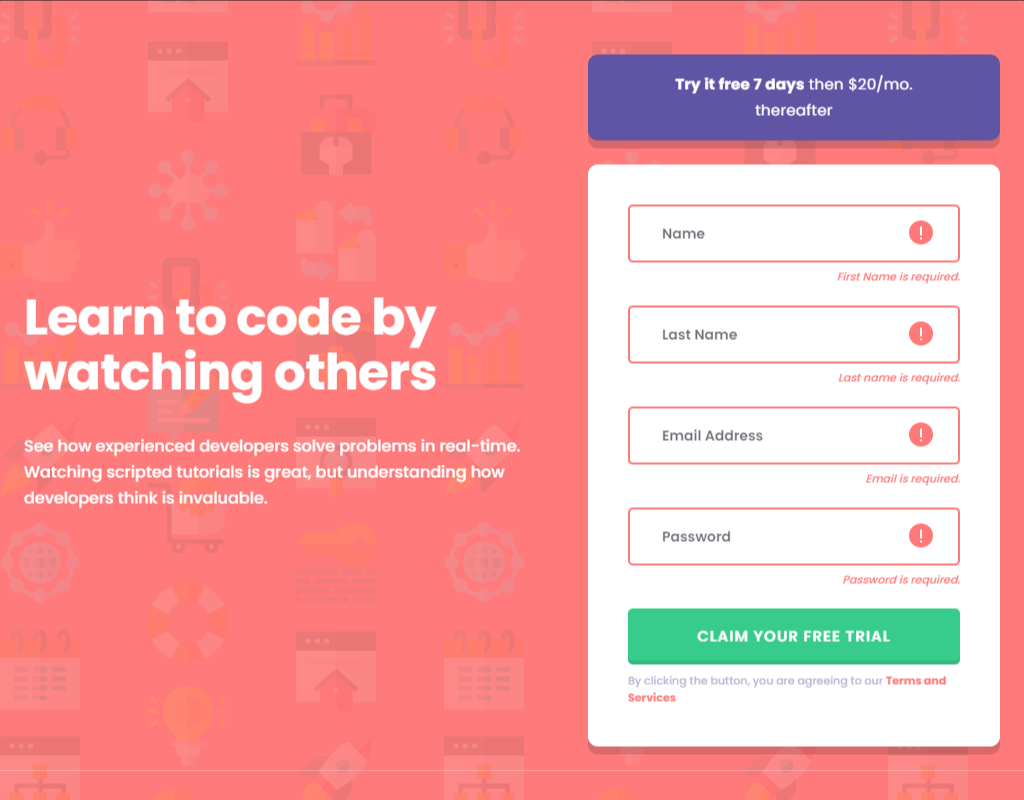 Learn to code by
watching others
See how experienced developers solve problems in real-time.
Watching scripted tutorials is great, but understanding how
developers think is invaluable.
Try it free 7 days then $20/mo.
thereafter
Name
First Name is required.
Last Name
Last name is required.
Email Address
Email is required.
Password
Password is required.
CLAIM YOUR FREE TRIAL
By clicking the button, you are agreeing to our Terms and
Services